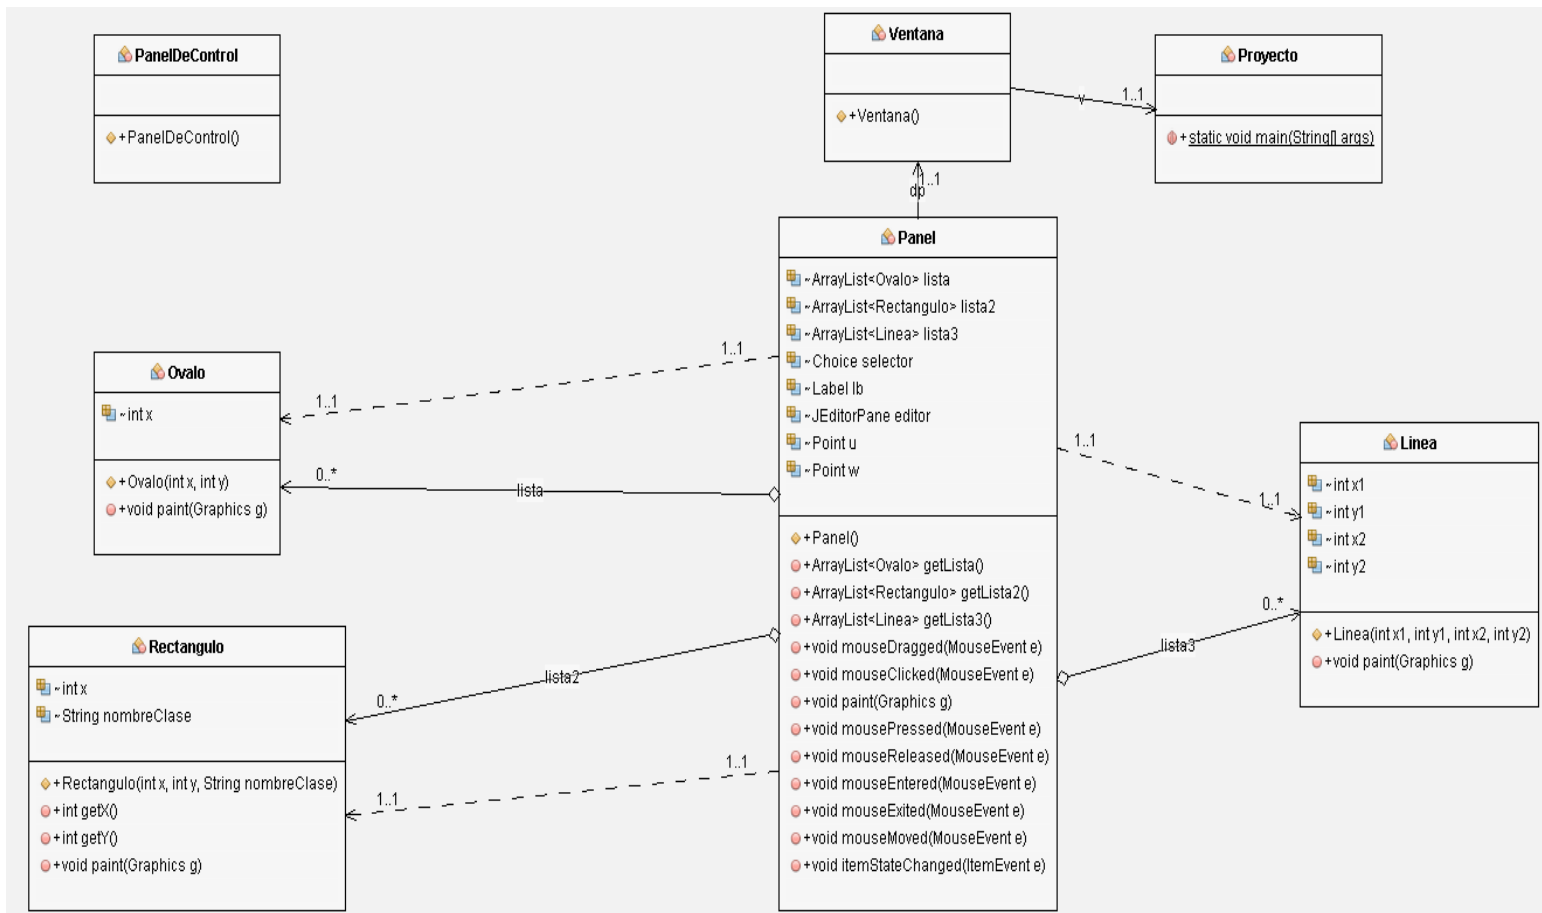 PanelDeControl
+PanelDeControl()
Ventana
+Ventana()
v
1..1
Proyecto
+static void main(String[] args)
1..1
dp
Panel
~ArrayList<Ovalo> lista
~ArrayList<Rectangulo> lista2
~ArrayList<Linea> lista3
~Choice selector
~Label lb
~JEditorPane editor
~Point u
~Point w
+Panel()
+ArrayList<Ovalo> getLista()
+ArrayList<Rectangulo> getLista2()
+ArrayList<Linea> getLista3()
+void mouseDragged(MouseEvent e)
+void mouseClicked(MouseEvent e)
+void paint(Graphics g)
+void mousePressed(MouseEvent e)
+void mouseReleased(MouseEvent e)
+void mouseEntered(MouseEvent e)
+void mouseExited(MouseEvent e)
+void mouseMoved(MouseEvent e)
+void itemStateChanged(ItemEvent e)
1..1
1..1
Ovalo
~int x
+Ovalo(int x, int y)
+void paint(Graphics g)
0..*
lista
Rectangulo
~int x
~String nombreClase
+Rectangulo(int x, int y, String nombreClase)
+int getX()
+int getY()
+void paint(Graphics g)
lista2
0..*
1..1
1..1
1..1
1..1
Linea
~int x1
~int y1
~int x2
~int y2
+Linea(int x1, int y1, int x2, int y2)
+void paint(Graphics g)
0..*
lista3